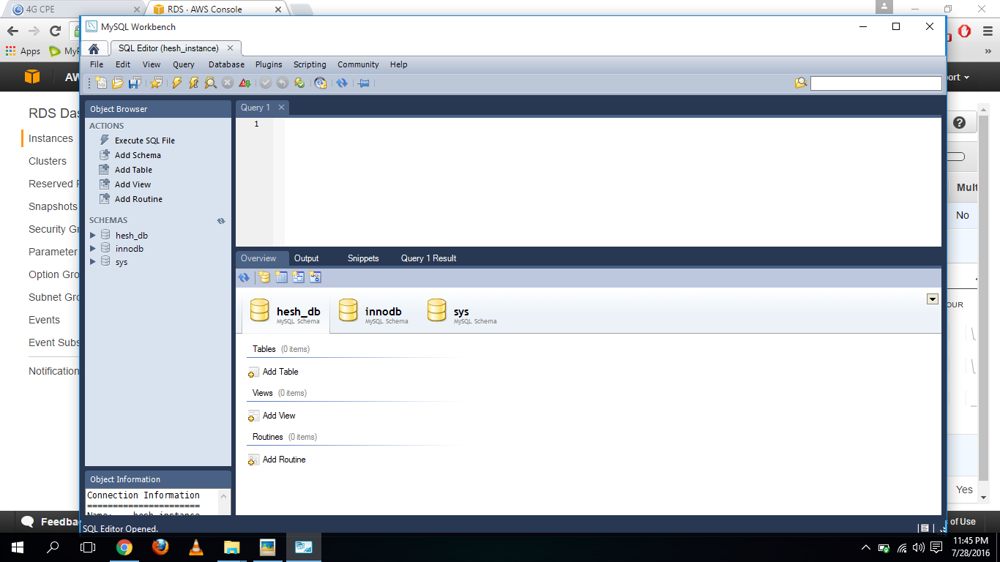 4G CPE
RDS · AWS Console
MySQL Workbench
SQL Editor (hesh_instance)
File Edit View Query Database Plugins Scripting Community Help
Apps
AW
ort
Object Browser
Query 1
1
ACTIONS
Execute SQL File
Add Schema
Add Table
Add View
Add Routine
SCHEMAS
hesh_db
innodb
sys
RDS Das
Instances
Clusters
Reserved
Snapshots
Security Gr
Parameter
Option Gro
Subnet Gro
Events
Event Subs
Notification
Mult
No
OUR
Yes
Overview Output Snippets Query 1 Result
hesh_db
MySQL Schema
innodb
MySQL Schema
sys
MySQL Schema
Tables (0 items)
Add Table
Views (0 items)
Add View
Routines (0 items)
Add Routine
Object Information
Connection Information
======================
SQL Editor Opened.
Feedba
s of Use
11:45 PM
7/28/2016